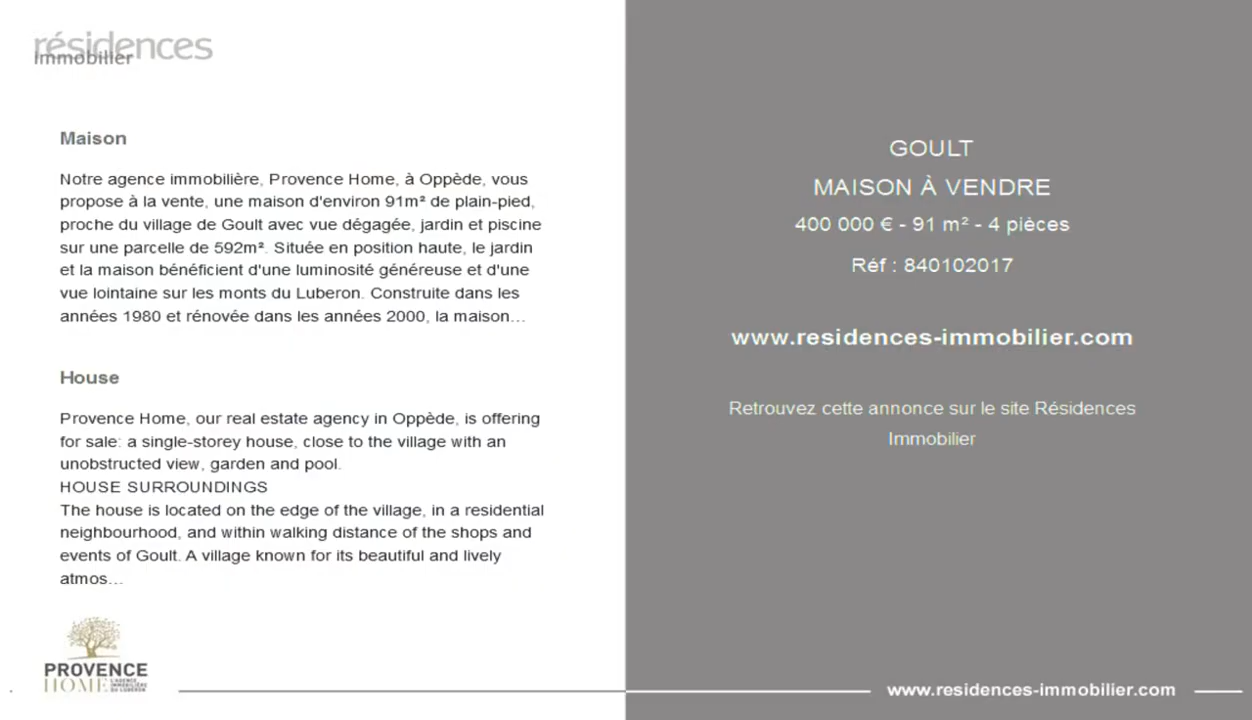 résidences
Immobilier
Maison
Notre agence immobilière, Provence Home, à Oppède, vous
propose à la vente, une maison d'environ 91m² de plain-pied,
proche du village de Goult avec vue dégagée, jardin et piscine
sur une parcelle de 592m². Située en position haute, le jardin
et la maison bénéficient d'une luminosité généreuse et d'une
vue lointaine sur les monts du Luberon. Construite dans les
années 1980 et rénovée dans les années 2000, la maison...
House
Provence Home, our real estate agency in Oppède, is offering
for sale: a single-storey house, close to the village with an
unobstructed view, garden and pool.
HOUSE SURROUNDINGS
The house is located on the edge of the village, in a residential
neighbourhood, and within walking distance of the shops and
events of Goult. A village known for its beautiful and lively
atmos...
PROVENCE
HOME L'AGENCE
IMMOBILIÈRE
DU LUBERON
GOULT
MAISON À VENDRE
400 000 € - 91 m² - 4 pièces
Réf : 840102017
www.residences-immobilier.com
Retrouvez cette annonce sur le site Résidences
Immobilier
www.residences-immobilier.com